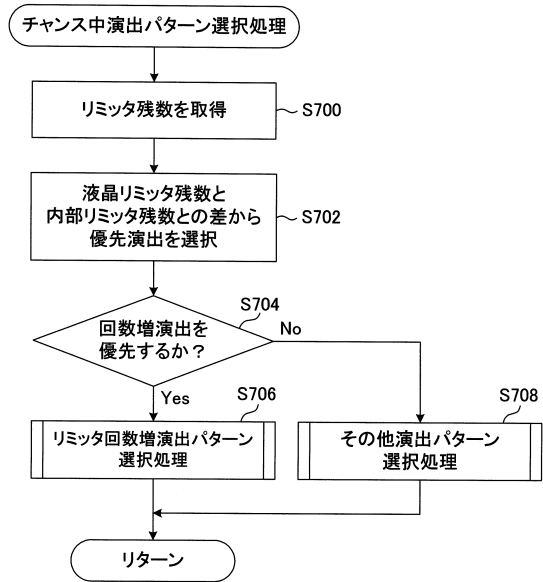 チャンス中演出パターン選択処理
リミッタ残数を取得
S700
液晶リミッタ残数と
内部リミッタ残数との差から
優先演出を選択
S702
S704
回数増演出を
優先するか？
No
Yes
S706
リミッタ回数増演出パターン
選択処理
S708
その他演出パターン
選択処理
リターン